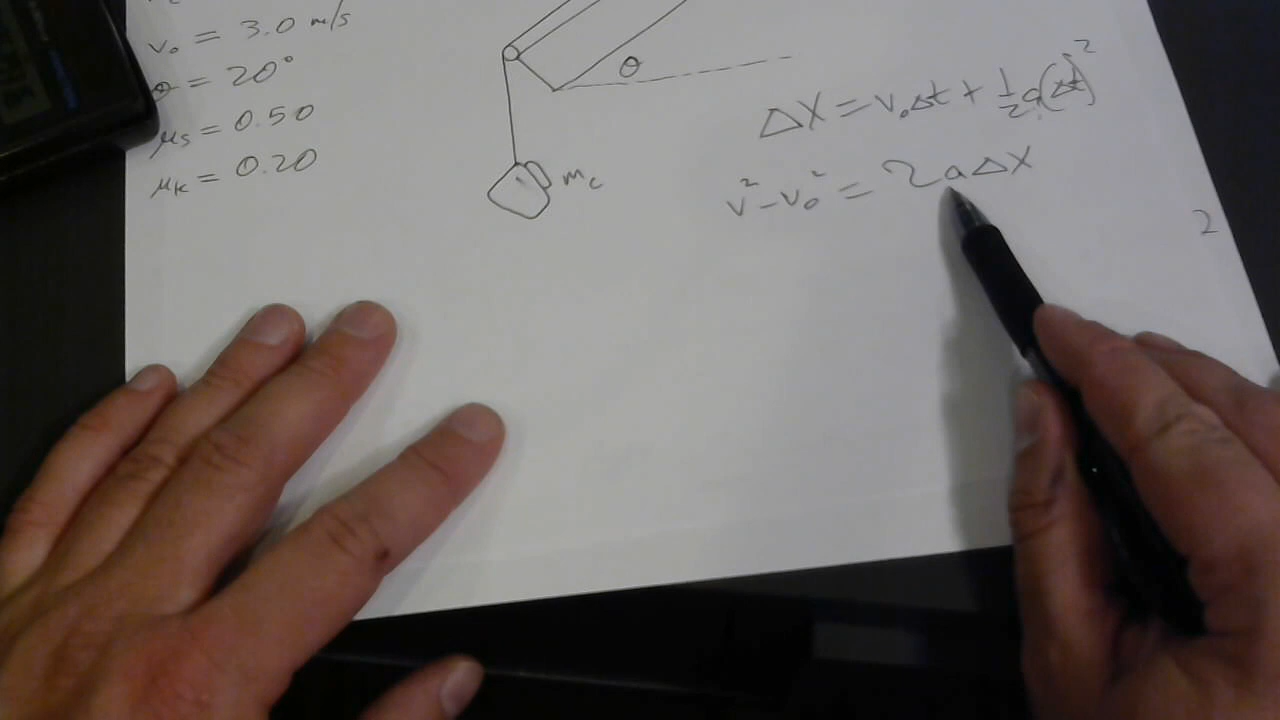 v₀ = 3.0 m/s
θ = 20°
μs = 0.50
μk = 0.20
θ
mc
ΔX = v₀Δt + ½a(Δt)²
v² - v₀² = 2aΔX
2